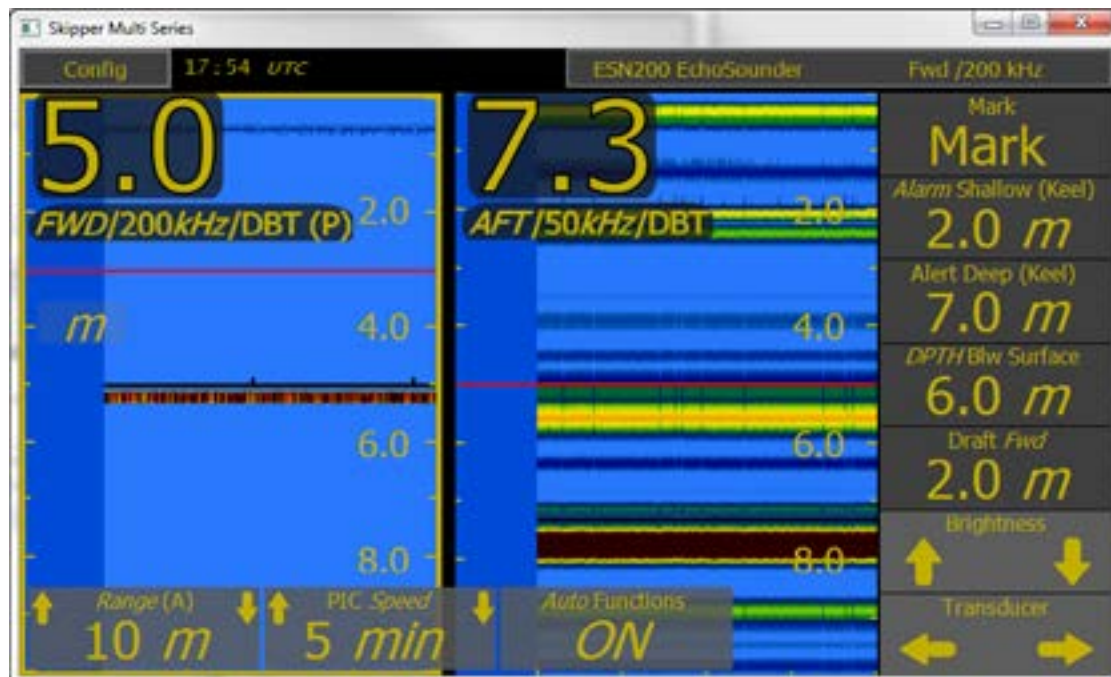 Skipper Multi Series
Config
17:54 UTC
ESN200 EchoSounder
Fwd /200 kHz
5.0
FWD/200kHz/DBT (P)
2.0
m
4.0
6.0
8.0
7.3
AFT/50kHz/DBT
2.0
4.0
6.0
8.0
Mark
Mark
Alarm Shallow (Keel)
2.0 m
Alert Deep (Keel)
7.0 m
DPTH Blw Surface
6.0 m
Draft Fwd
2.0 m
Brightness
Transducer
Range (A)
10 m
PIC Speed
5 min
Auto Functions
ON